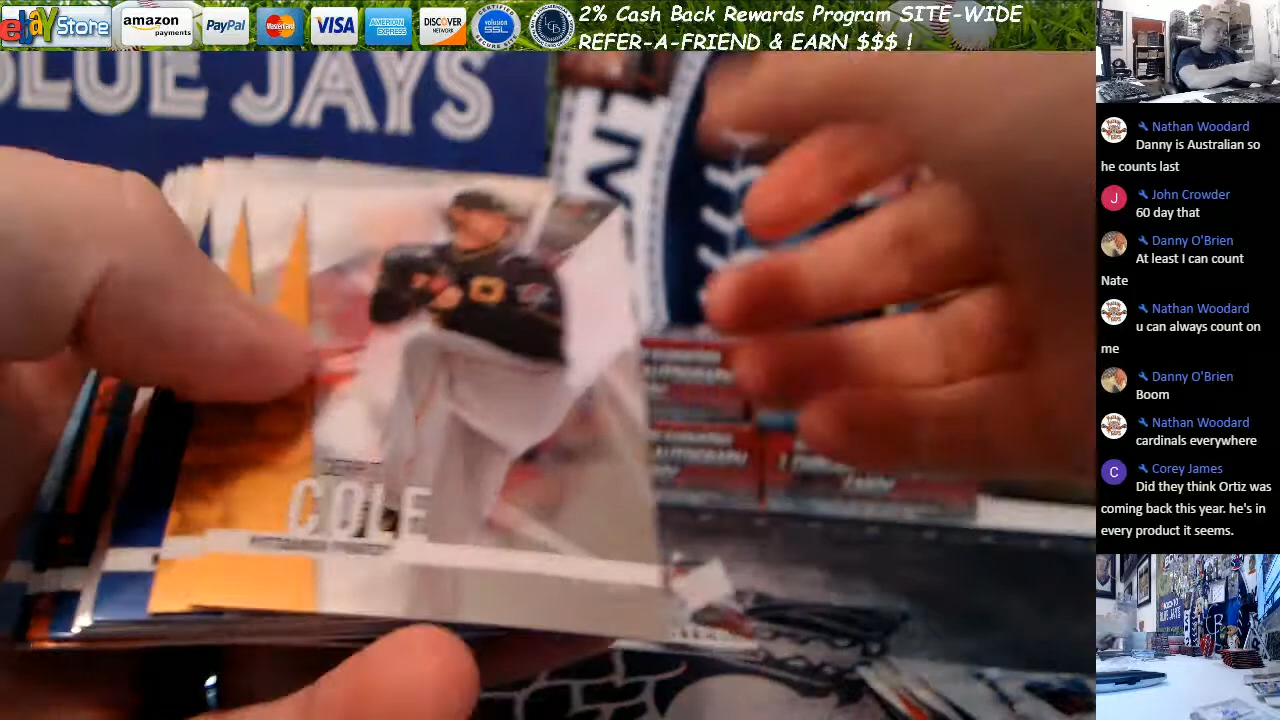 ebay Store
amazon
payments
PayPal
MasterCard
VISA
AMERICAN
EXPRESS
DISCOVER
NETWORK
volusion
SSL
2% Cash Back Rewards Program SITE-WIDE
REFER-A-FRIEND & EARN $$$ !
BLUE JAYS
COLE
Nathan Woodard
Danny is Australian so
he counts last
J
John Crowder
60 day that
Danny O'Brien
At least I can count
Nate
Nathan Woodard
u can always count on
me
Danny O'Brien
Boom
Nathan Woodard
cardinals everywhere
C
Corey James
Did they think Ortiz was
coming back this year. he's in
every product it seems.